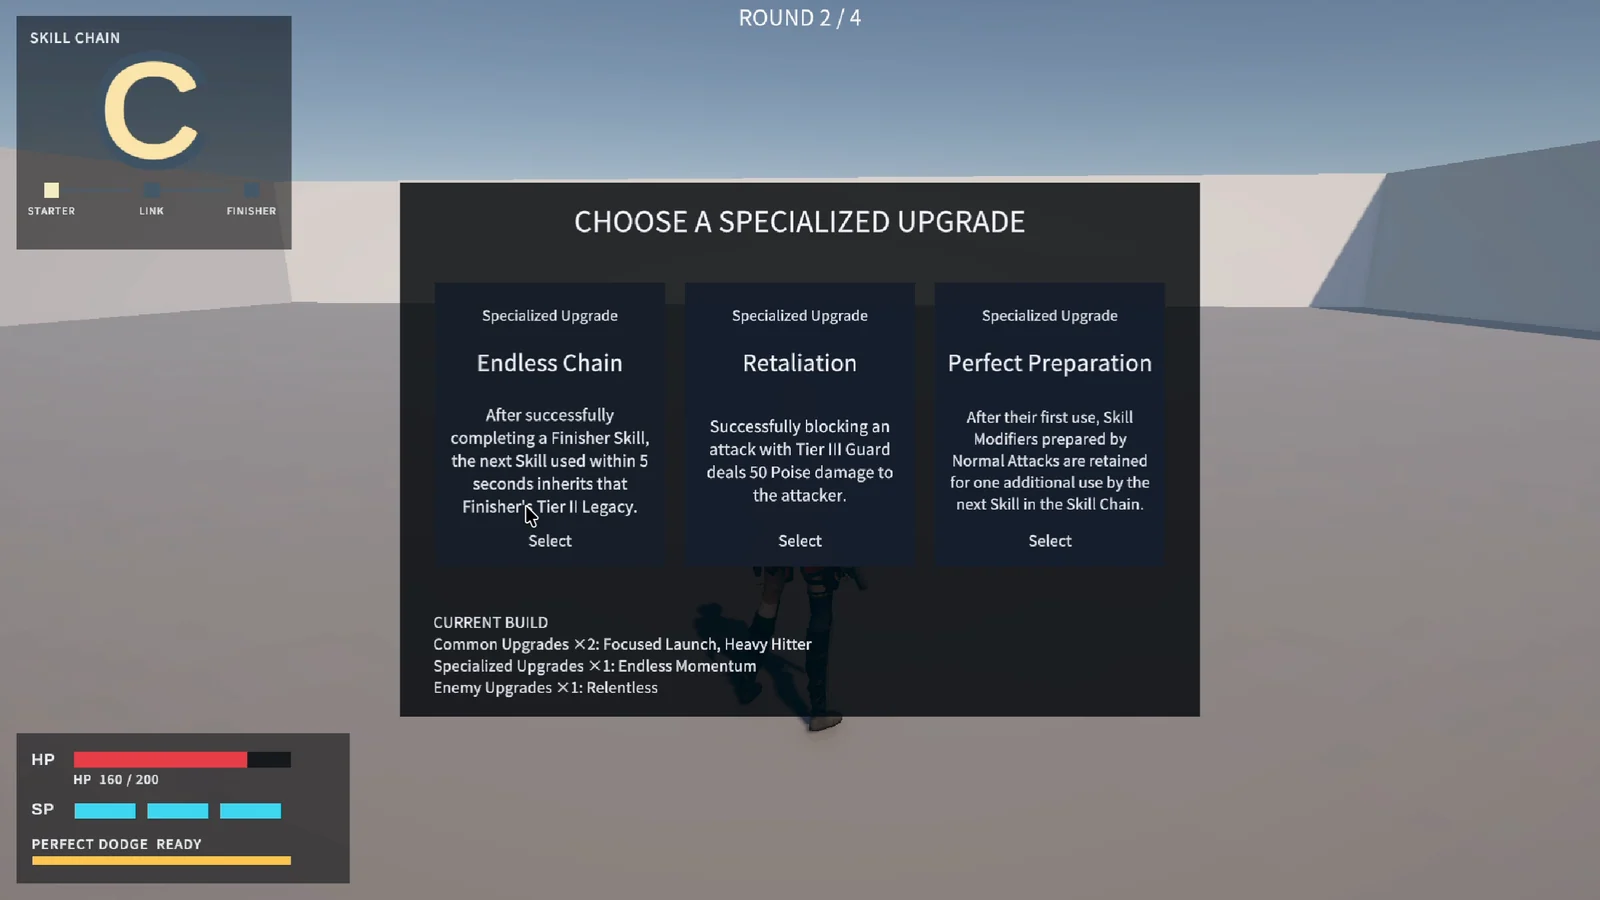 ROUND 2 / 4
SKILL CHAIN
C
STARTER
LINK
FINISHER
CHOOSE A SPECIALIZED UPGRADE
Specialized Upgrade
Endless Chain
After successfully
completing a Finisher Skill,
the next Skill used within 5
seconds inherits that
Finisher's Tier II Legacy.
Select
Specialized Upgrade
Retaliation
Successfully blocking an
attack with Tier III Guard
deals 50 Poise damage to
the attacker.
Select
Specialized Upgrade
Perfect Preparation
After their first use, Skill
Modifiers prepared by
Normal Attacks are retained
for one additional use by the
next Skill in the Skill Chain.
Select
CURRENT BUILD
Common Upgrades ×2: Focused Launch, Heavy Hitter
Specialized Upgrades ×1: Endless Momentum
Enemy Upgrades ×1: Relentless
HP
HP 160 / 200
SP
PERFECT DODGE READY